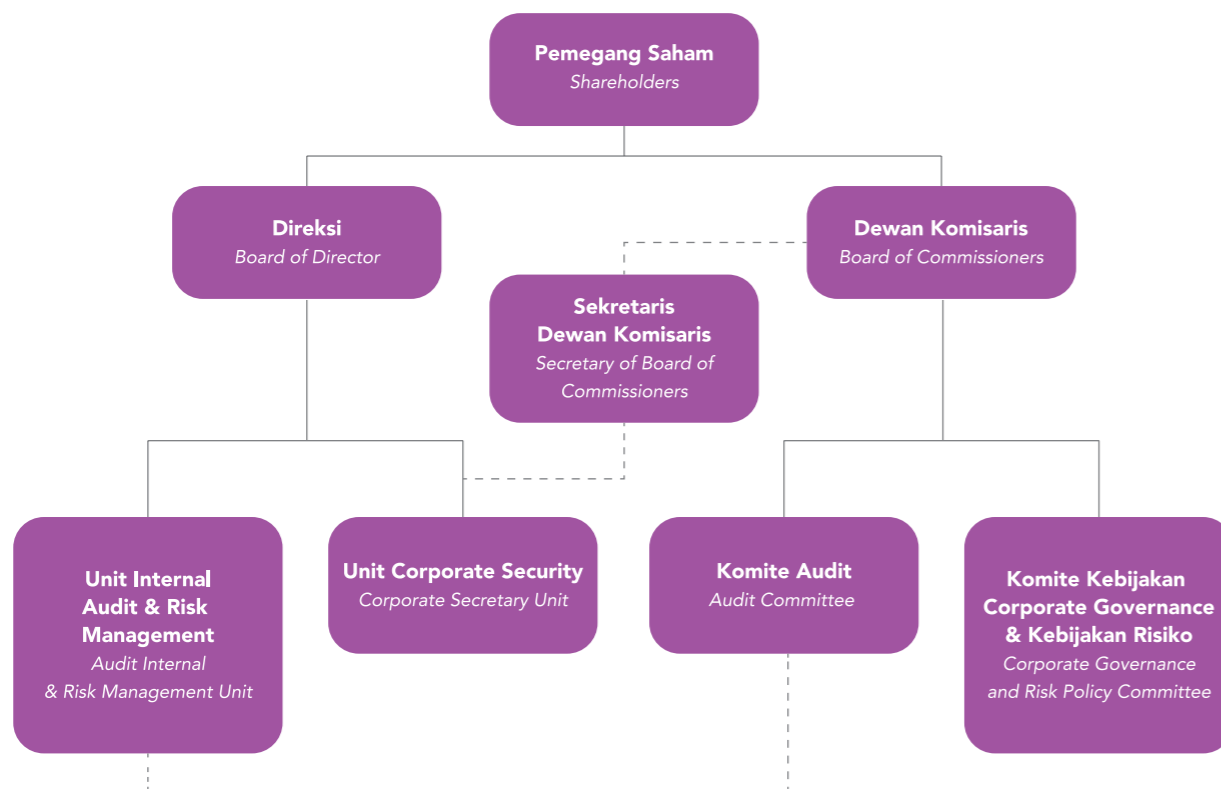 Pemegang Saham
Shareholders
Direksi
Board of Director
Dewan Komisaris
Board of Commissioners
Sekretaris
Dewan Komisaris
Secretary of Board of
Commissioners
Unit Internal
Audit & Risk
Management
Audit Internal
& Risk Management Unit
Unit Corporate Security
Corporate Secretary Unit
Komite Audit
Audit Committee
Komite Kebijakan
Corporate Governance
& Kebijakan Risiko
Corporate Governance
and Risk Policy Committee